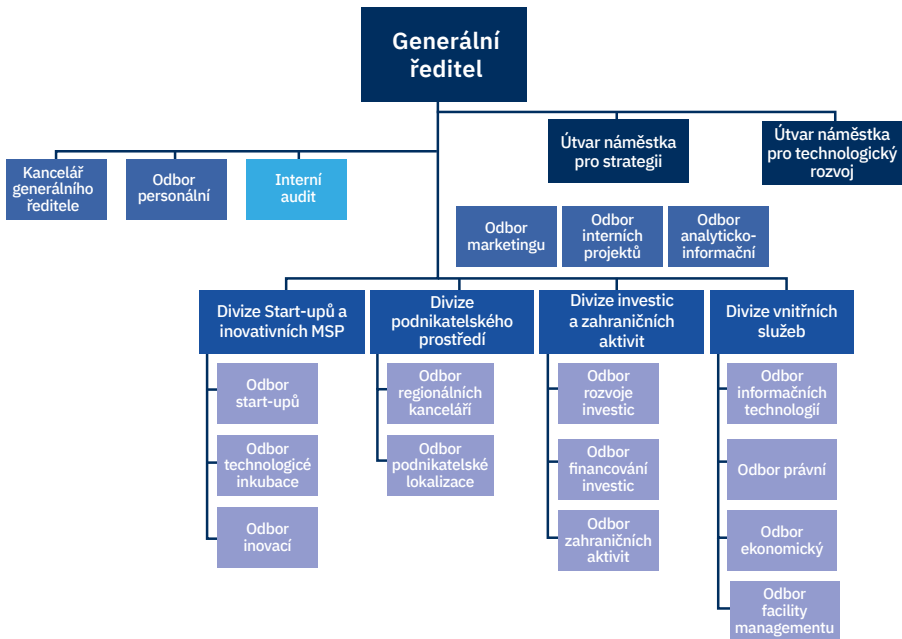 Generální
ředitel
Útvar náměstka
pro strategii
Útvar náměstka
pro technologický
rozvoj
Kancelář
generálního
ředitele
Odbor
personální
Interní
audit
Odbor
marketingu
Odbor
interních
projektů
Odbor
analyticko-
informační
Divize Start-upů a
inovativních MSP
Divize
podnikatelského
prostředí
Divize investic
a zahraničních
aktivit
Divize vnitřních
služeb
Odbor
start-upů
Odbor
technologicé
inkubace
Odbor
inovací
Odbor
regionálních
kanceláří
Odbor
podnikatelské
lokalizace
Odbor
rozvoje
investic
Odbor
financování
investic
Odbor
zahraničních
aktivit
Odbor
informačních
technologií
Odbor právní
Odbor
ekonomický
Odbor
facility
managementu